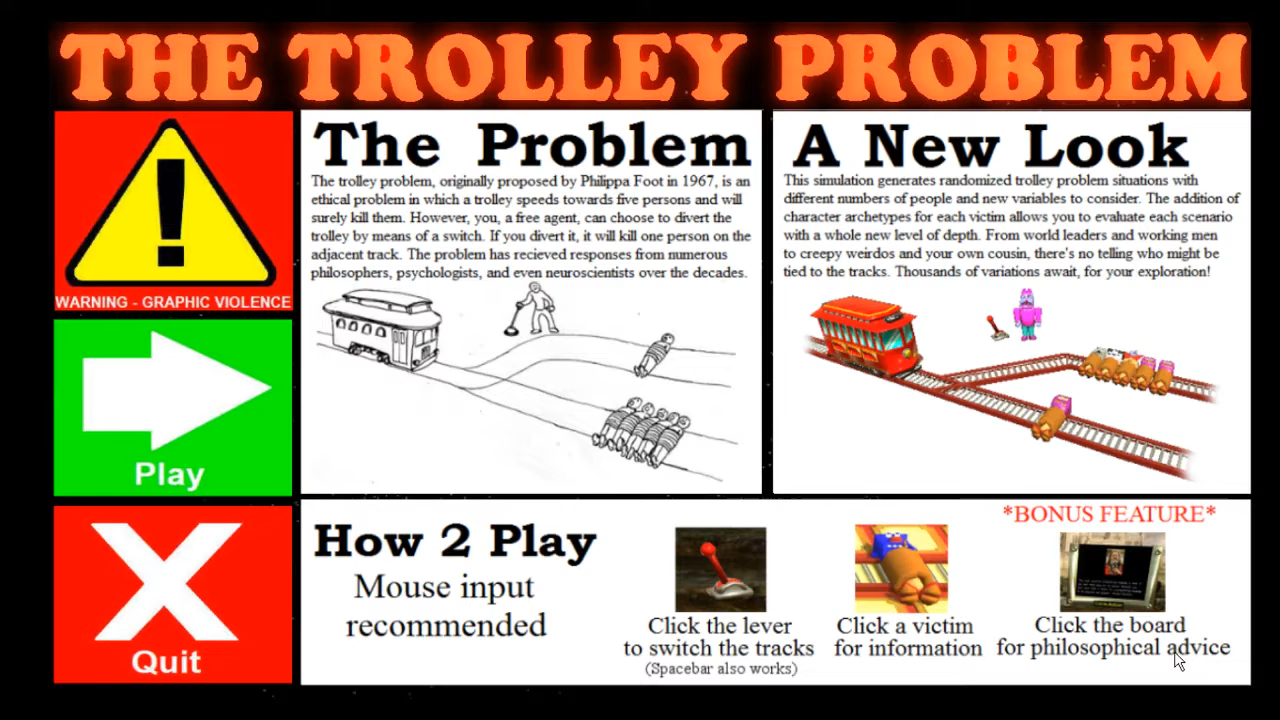 THE TROLLEY PROBLEM
WARNING - GRAPHIC VIOLENCE
Play
Quit
The Problem
The trolley problem, originally proposed by Philippa Foot in 1967, is an
ethical problem in which a trolley speeds towards five persons and will
surely kill them. However, you, a free agent, can choose to divert the
trolley by means of a switch. If you divert it, it will kill one person on the
adjacent track. The problem has recieved responses from numerous
philosophers, psychologists, and even neuroscientists over the decades.
A New Look
This simulation generates randomized trolley problem situations with
different numbers of people and new variables to consider. The addition of
character archetypes for each victim allows you to evaluate each scenario
with a whole new level of depth. From world leaders and working men
to creepy weirdos and your own cousin, there's no telling who might be
tied to the tracks. Thousands of variations await, for your exploration!
How 2 Play
Mouse input
recommended
Click the lever
to switch the tracks
(Spacebar also works)
Click a victim
for information
*BONUS FEATURE*
Click the board
for philosophical advice